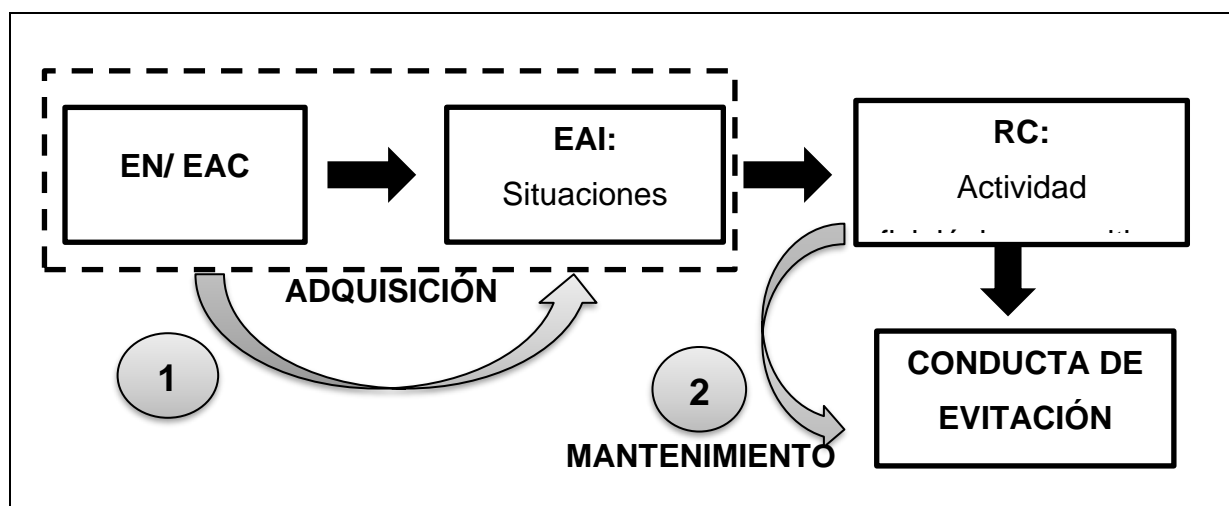 EN/ EAC
EAI:
Situaciones
RC:
Actividad
ADQUISICIÓN
1
2
CONDUCTA DE
EVITACIÓN
MANTENIMIENTO